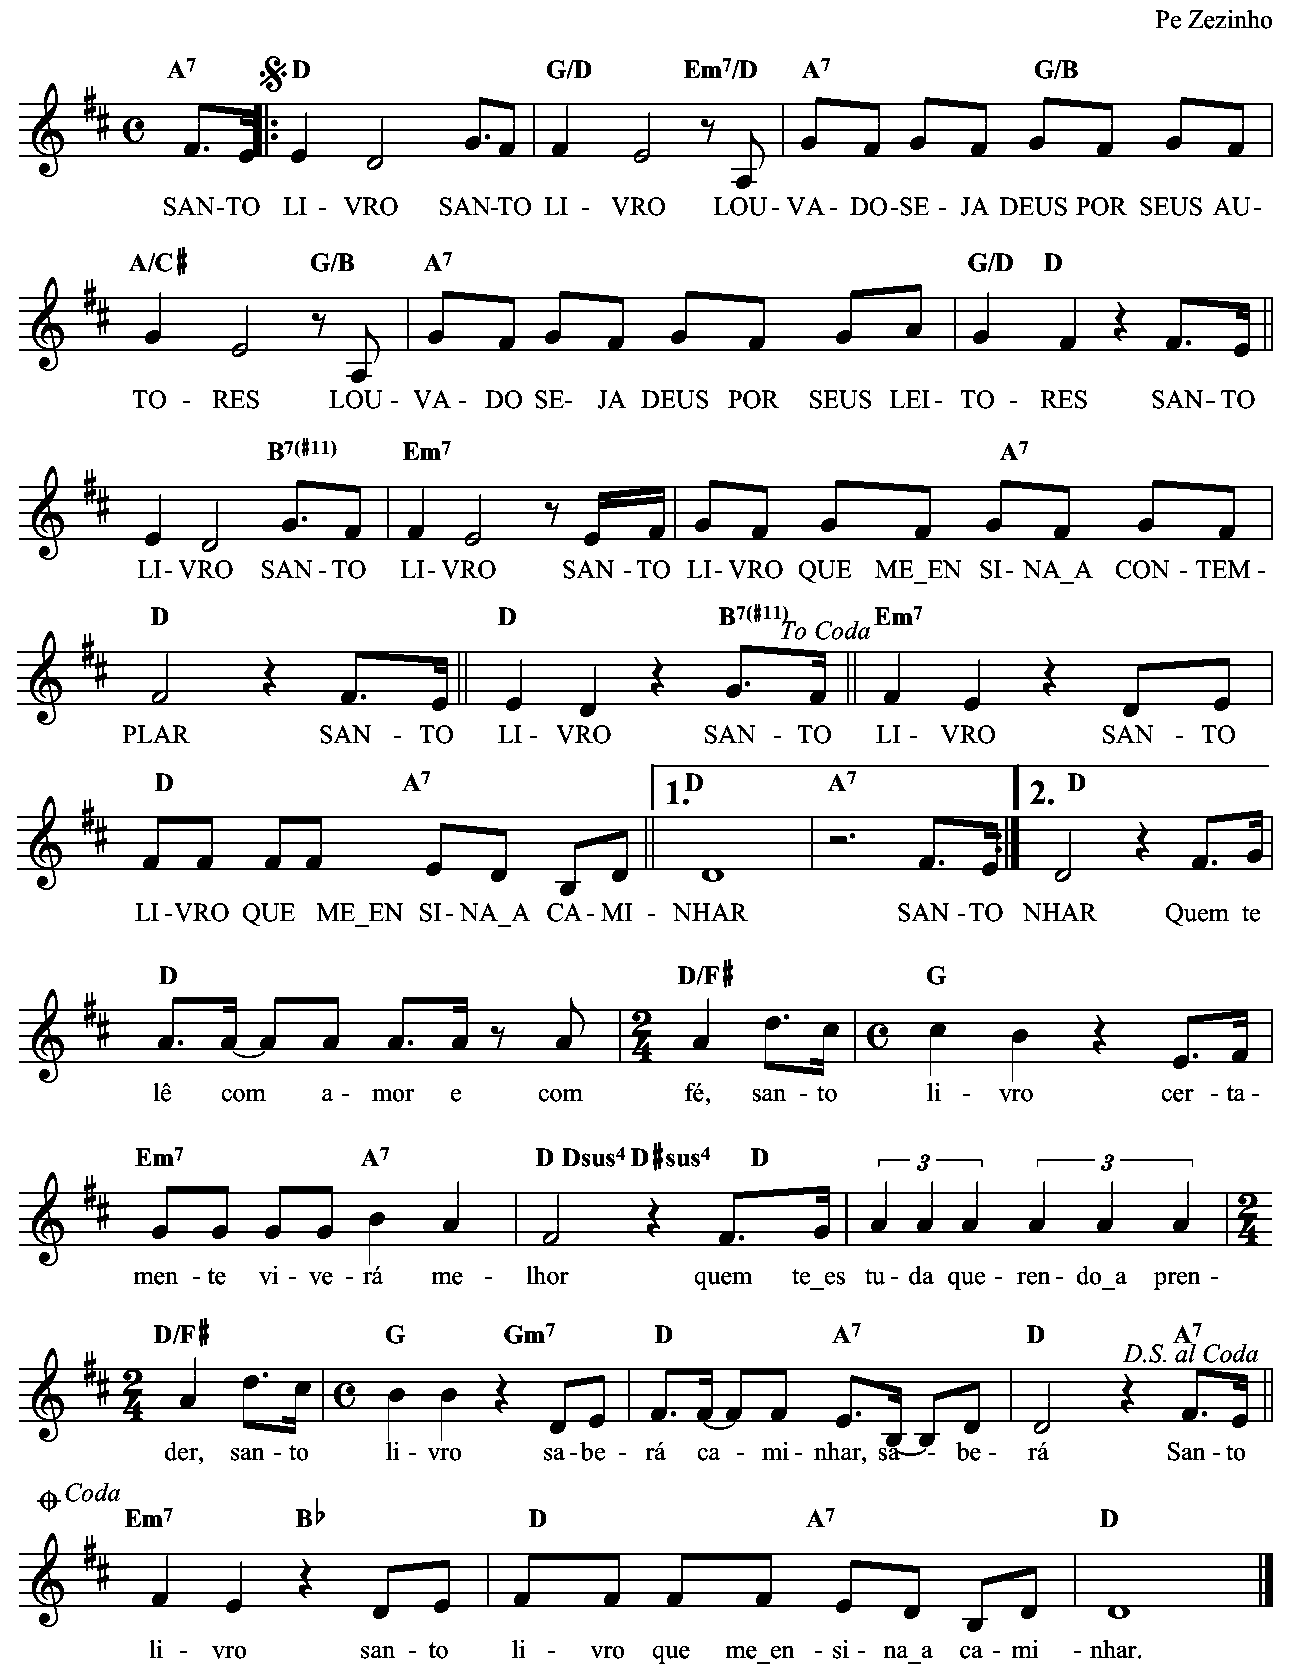 Pe Zezinho
A7 D G/D Em7/D A7 G/B
SAN-TO LI - VRO SAN-TO LI - VRO LOU - VA - DO-SE - JA DEUS POR SEUS AU-
A/C# G/B A7 G/D D
TO - RES LOU - VA - DO SE- JA DEUS POR SEUS LEI - TO - RES SAN-TO
B7(#11) Em7 A7
LI-VRO SAN-TO LI-VRO SAN-TO LI-VRO QUE ME_EN SI-NA_A CON-TEM-
D D B7(#11) To Coda Em7
PLAR SAN - TO LI - VRO SAN - TO LI - VRO SAN - TO
D A7 1. D A7 2. D
LI-VRO QUE ME_EN SI-NA_A CA-MI - NHAR SAN-TO NHAR Quem te
D D/F# G
lê com a - mor e com fé, san - to li - vro cer - ta-
Em7 A7 D Dsus4 D#sus4 D 3 3
men - te vi - ve - rá me - lhor quem te_es tu - da que - ren - do_a pren-
D/F# G Gm7 D A7 D A7 D.S. al Coda
der, san - to li - vro sa - be - rá ca - mi - nhar, sa - be - rá San - to
Coda
Em7 Bb D A7 D
li - vro san - to li - vro que me_en - si - na_a ca - mi - nhar.